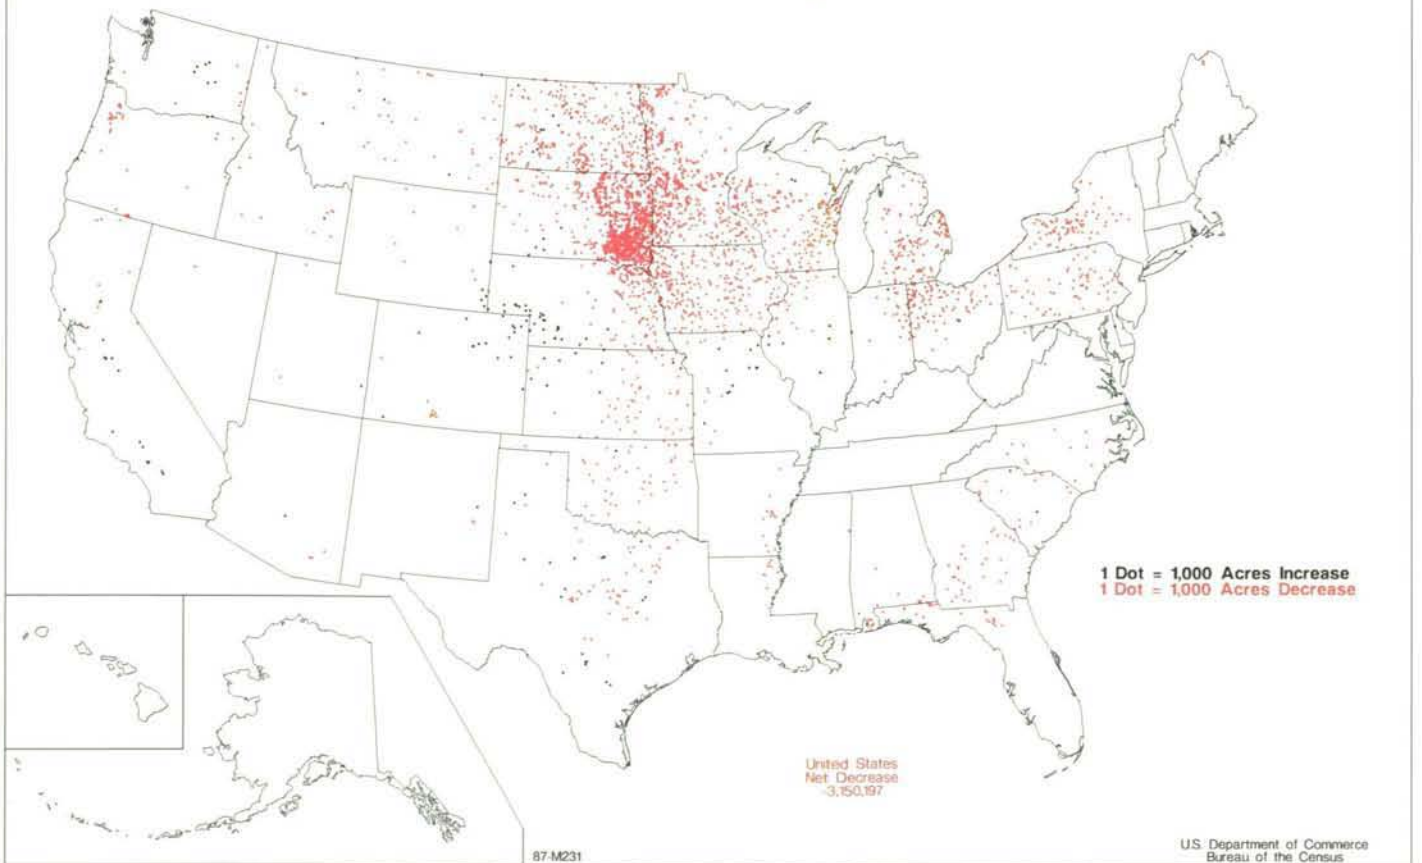 1 Dot = 1,000 Acres Increase
1 Dot = 1,000 Acres Decrease
United States
Net Decrease
-3,150,197
87-M231
U.S. Department of Commerce
Bureau of the Census